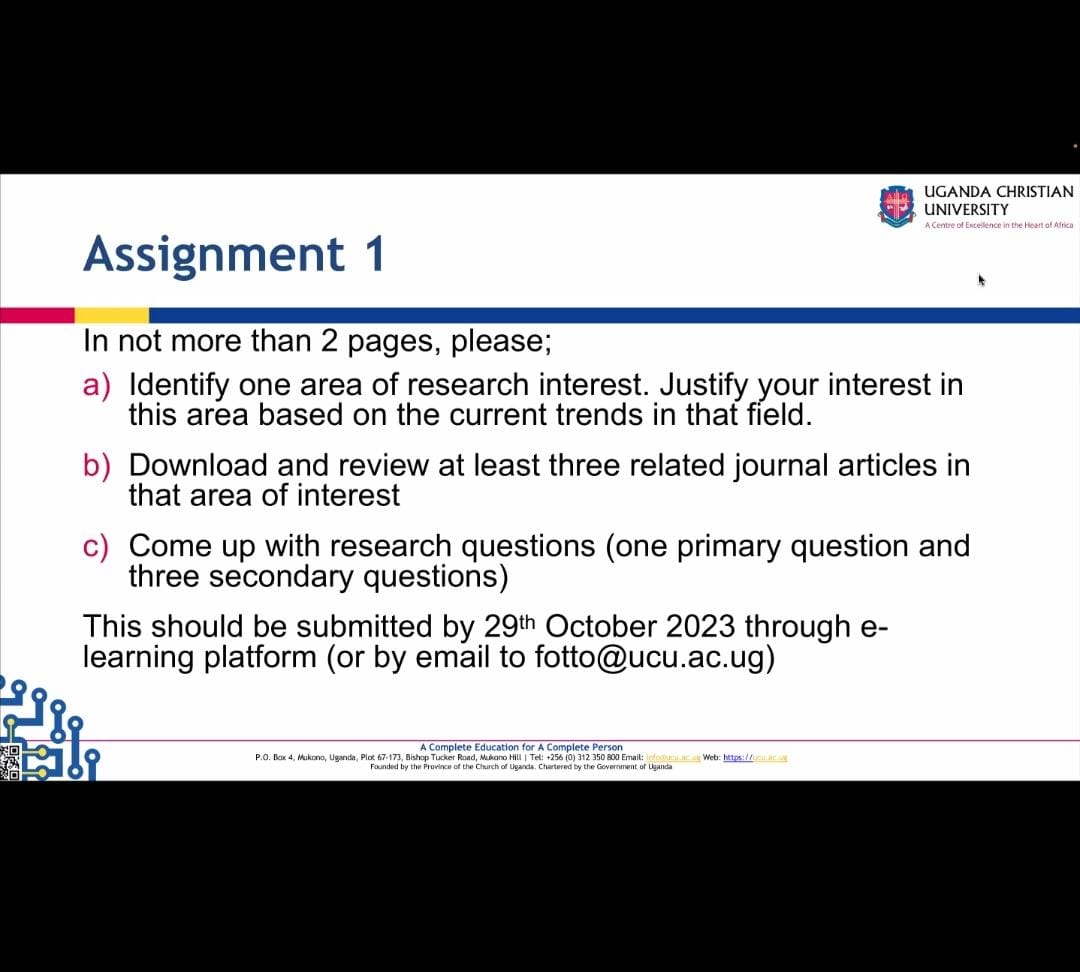 UGANDA CHRISTIAN
UNIVERSITY
A Centre of Excellence in the Heart of Africa
Assignment 1
In not more than 2 pages, please;
a) Identify one area of research interest. Justify your interest in
this area based on the current trends in that field.
b) Download and review at least three related journal articles in
that area of interest
c) Come up with research questions (one primary question and
three secondary questions)
This should be submitted by 29th October 2023 through e-
learning platform (or by email to fotto@ucu.ac.ug)
A Complete Education for A Complete Person
P.O. Box 4, Mukono, Uganda, Plot 67-173, Bishop Tucker Road, Mukono Hill | Tel: +256 (0) 312 350 800 Email: info@ucu.ac.ug Web: https://ucu.ac.ug
Founded by the Province of the Church of Uganda. Chartered by the Government of Uganda